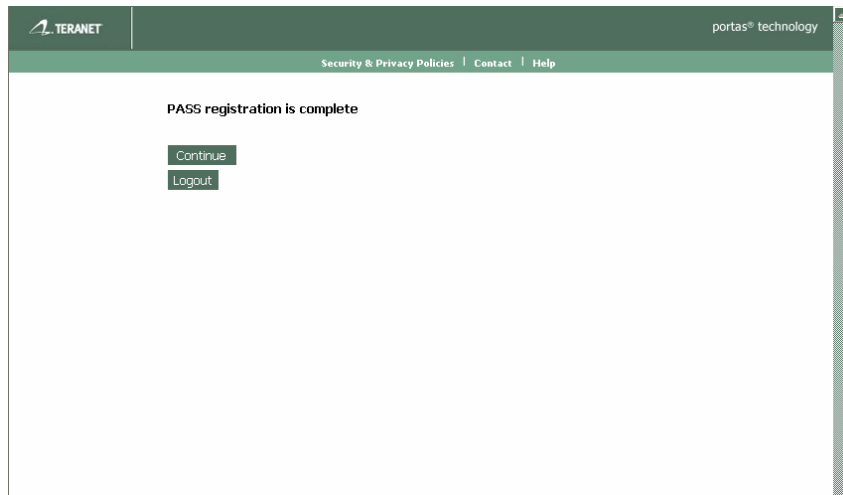 TERANET
portas® technology
Security & Privacy Policies | Contact | Help
PASS registration is complete
Continue
Logout